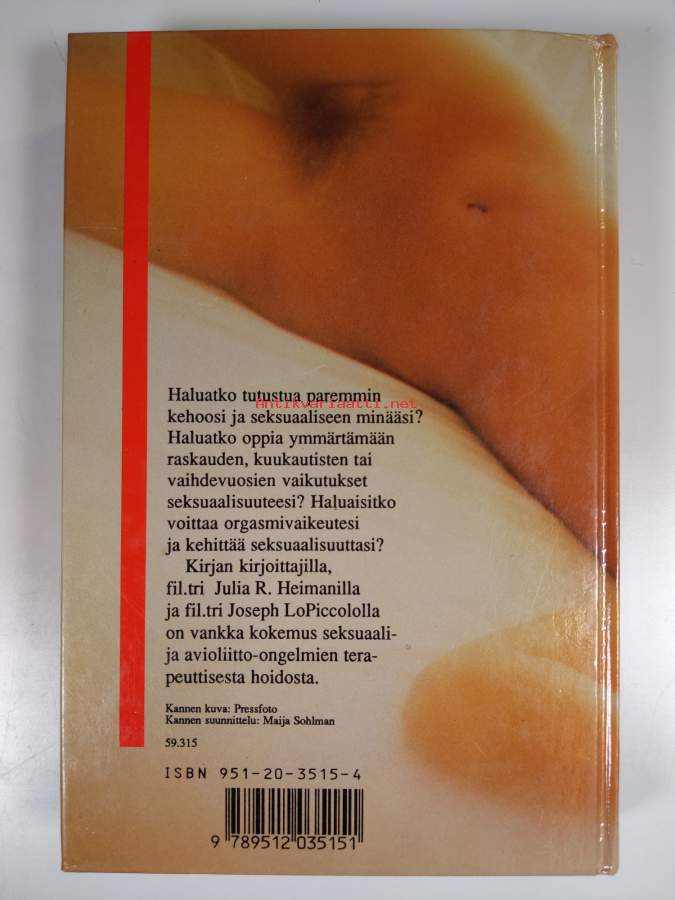 Haluatko tutustua paremmin
Antikvariaatti.net
kehoosi ja seksuaaliseen minääsi?
Haluatko oppia ymmärtämään
raskauden, kuukautisten tai
vaihdevuosien vaikutukset
seksuaalisuuteesi? Haluaisitko
voittaa orgasmivaikeutesi
ja kehittää seksuaalisuuttasi?
Kirjan kirjoittajilla,
fil.tri Julia R. Heimanilla
ja fil.tri Joseph LoPiccololla
on vankka kokemus seksuaali-
ja avioliitto-ongelmien tera-
peuttisesta hoidosta.
Kannen kuva: Pressfoto
Kannen suunnittelu: Maija Sohlman
59.315
ISBN 951-20-3515-4
9 789512 035151